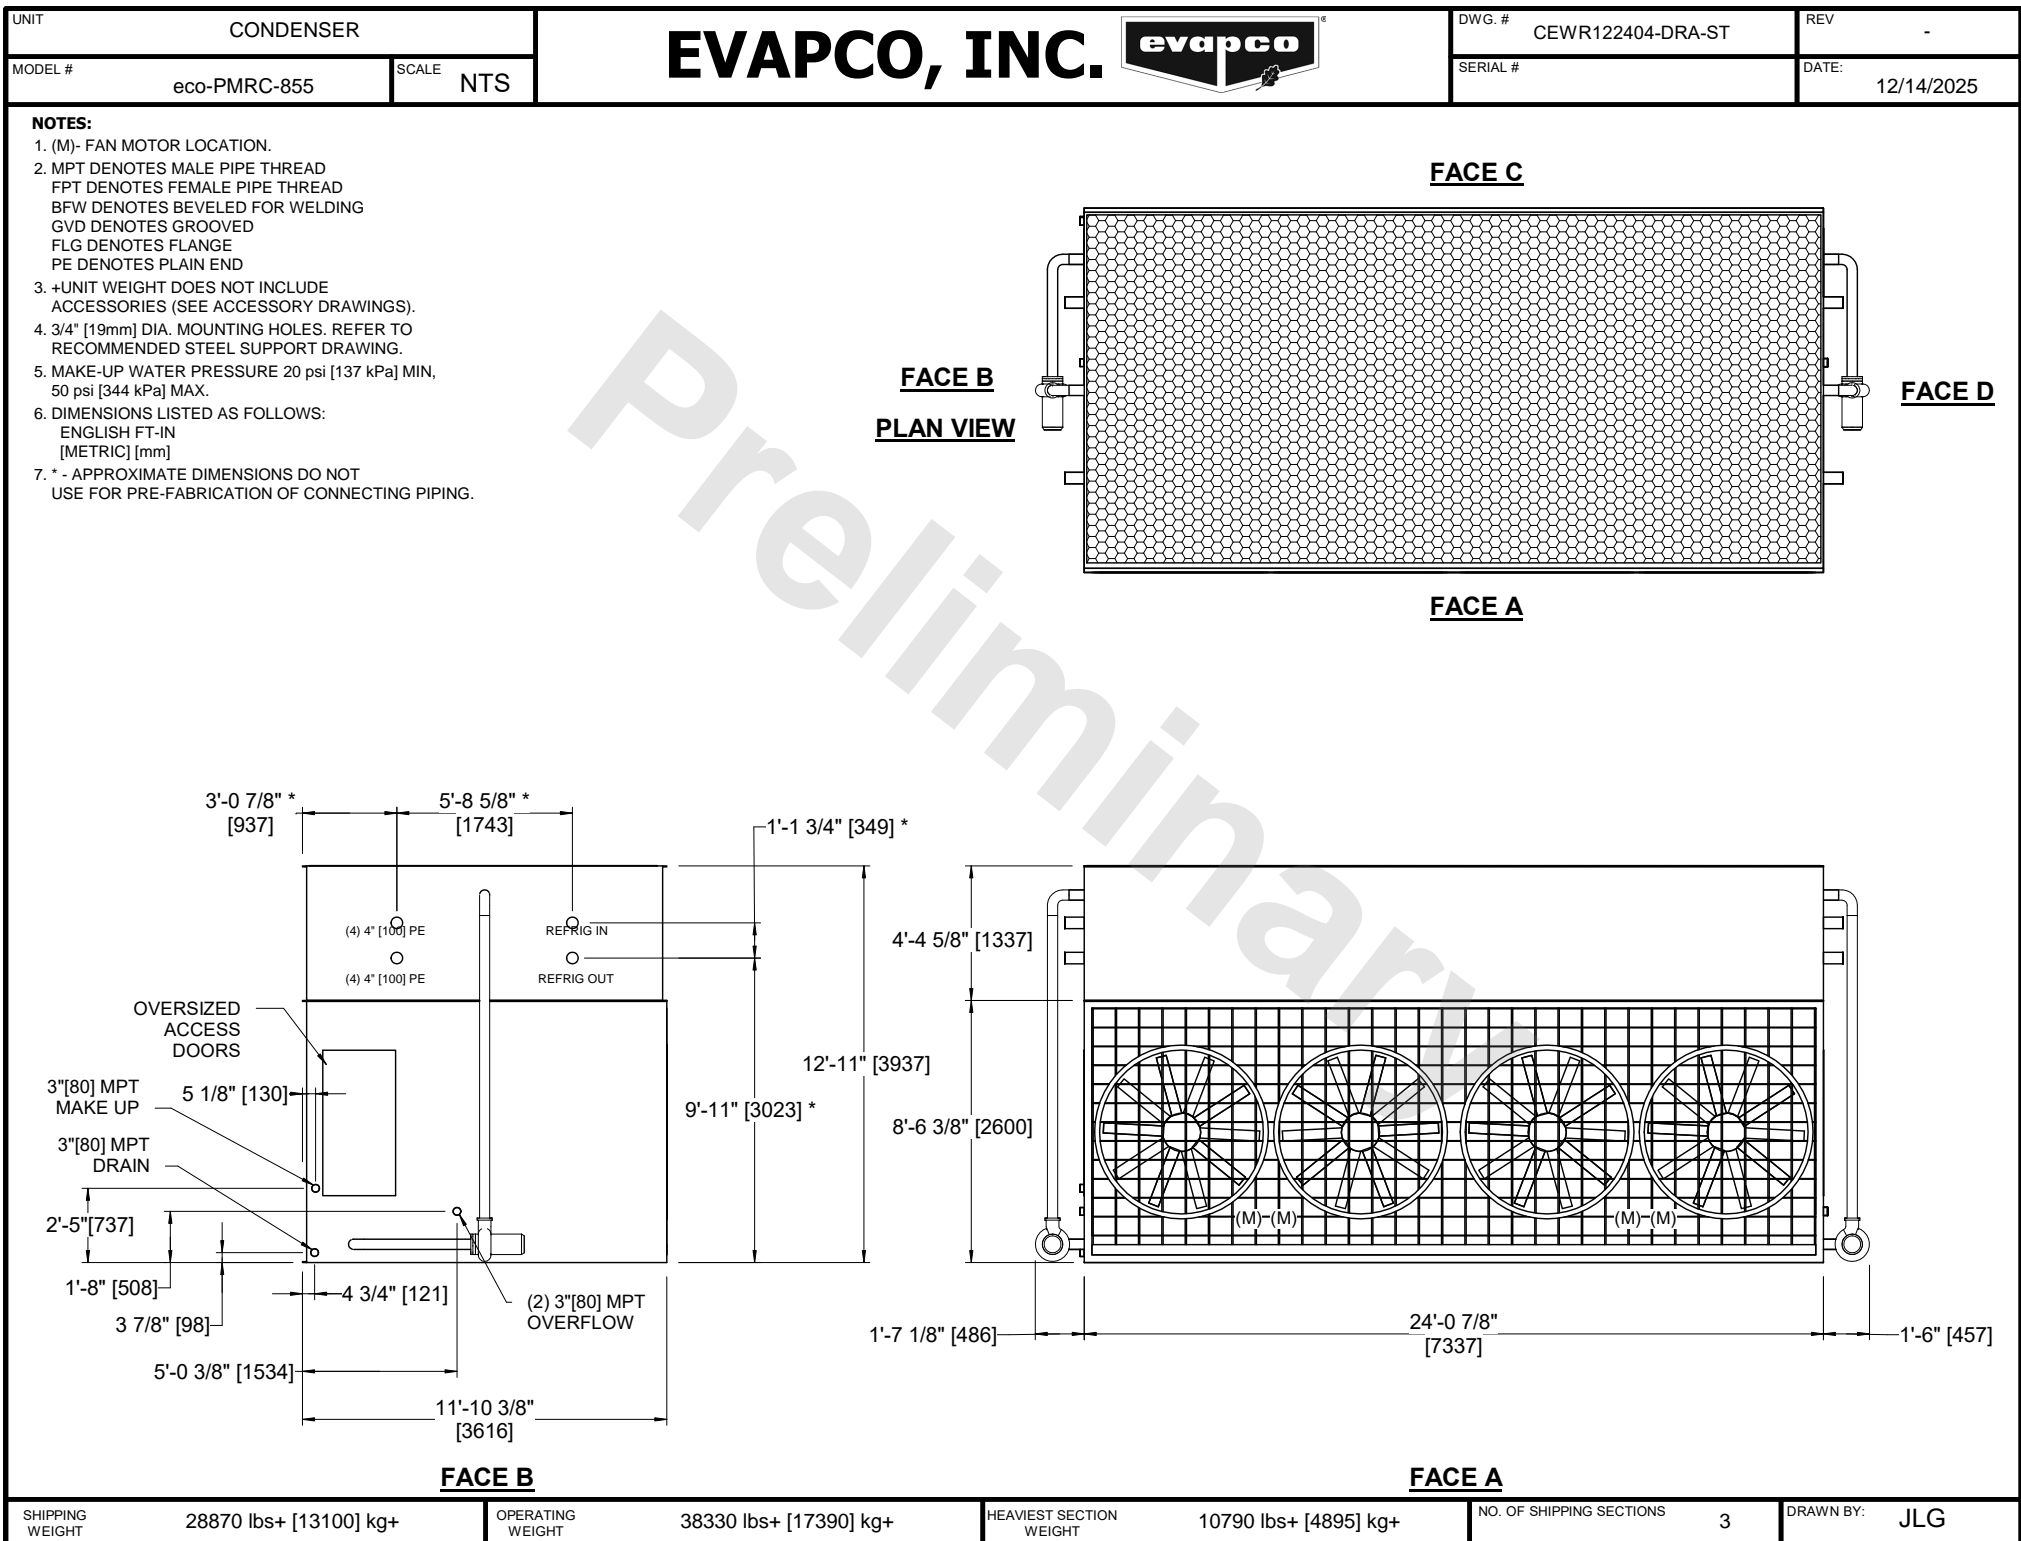 UNIT
CONDENSER
MODEL #
eco-PMRC-855
SCALE
NTS
EVAPCO, INC.
evapco
®
DWG. #
CEWR122404-DRA-ST
REV
-
SERIAL #
DATE:
12/14/2025
NOTES:
1. (M)- FAN MOTOR LOCATION.
2. MPT DENOTES MALE PIPE THREAD
FPT DENOTES FEMALE PIPE THREAD
BFW DENOTES BEVELED FOR WELDING
GVD DENOTES GROOVED
FLG DENOTES FLANGE
PE DENOTES PLAIN END
3. +UNIT WEIGHT DOES NOT INCLUDE
ACCESSORIES (SEE ACCESSORY DRAWINGS).
4. 3/4" [19mm] DIA. MOUNTING HOLES. REFER TO
RECOMMENDED STEEL SUPPORT DRAWING.
5. MAKE-UP WATER PRESSURE 20 psi [137 kPa] MIN,
50 psi [344 kPa] MAX.
6. DIMENSIONS LISTED AS FOLLOWS:
ENGLISH FT-IN
[METRIC] [mm]
7. * - APPROXIMATE DIMENSIONS DO NOT
USE FOR PRE-FABRICATION OF CONNECTING PIPING.
FACE C
FACE B
PLAN VIEW
FACE D
FACE A
Preliminary
3'-0 7/8" *
[937]
5'-8 5/8" *
[1743]
1'-1 3/4" [349] *
(4) 4" [100] PE
REFRIG IN
(4) 4" [100] PE
REFRIG OUT
OVERSIZED
ACCESS
DOORS
3"[80] MPT
MAKE UP
5 1/8" [130]
3"[80] MPT
DRAIN
2'-5"[737]
1'-8" [508]
3 7/8" [98]
4 3/4" [121]
(2) 3"[80] MPT
OVERFLOW
5'-0 3/8" [1534]
11'-10 3/8"
[3616]
12'-11" [3937]
9'-11" [3023] *
FACE B
4'-4 5/8" [1337]
8'-6 3/8" [2600]
(M) (M)
(M) (M)
1'-7 1/8" [486]
24'-0 7/8"
[7337]
1'-6" [457]
FACE A
SHIPPING
WEIGHT
28870 lbs+ [13100] kg+
OPERATING
WEIGHT
38330 lbs+ [17390] kg+
HEAVIEST SECTION
WEIGHT
10790 lbs+ [4895] kg+
NO. OF SHIPPING SECTIONS
3
DRAWN BY:
JLG